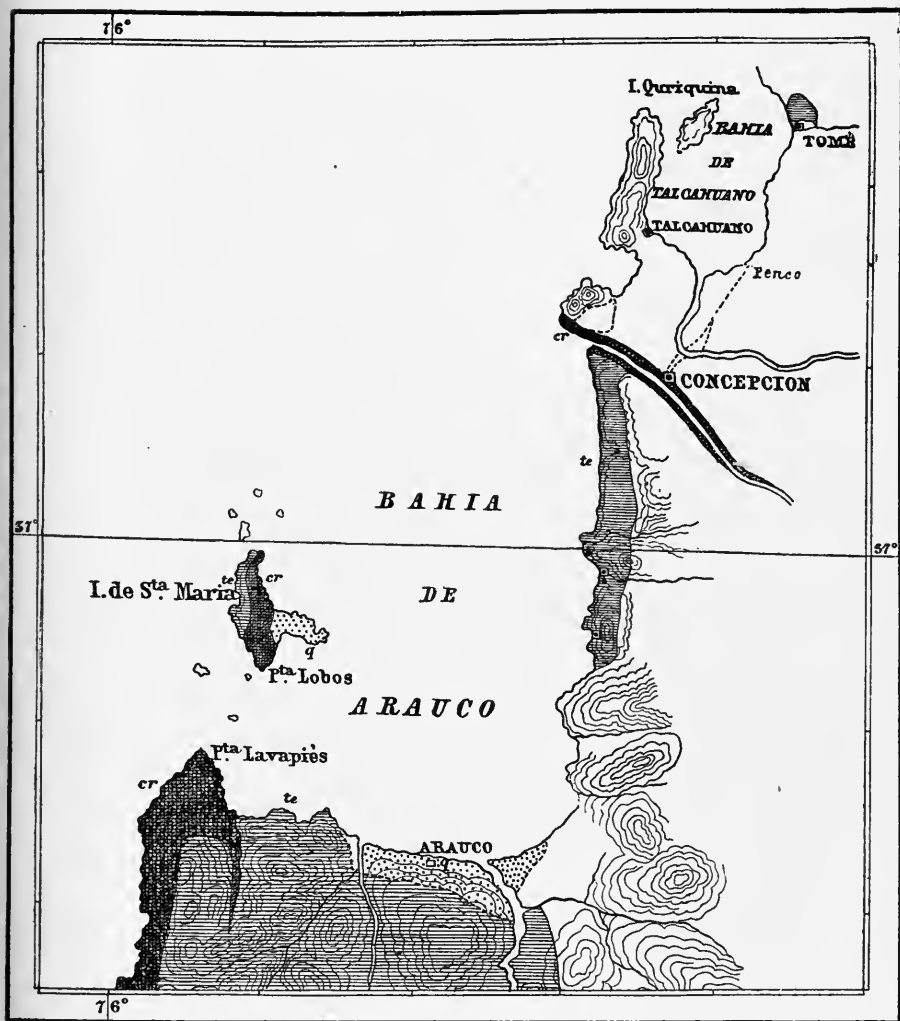 76°
I. Quriquina
BAHIA
TOMÉ
DE
TALCAHUANO
TALCAHUANO
Penco
cr
CONCEPCION
te
BAHIA
37°
37°
te
cr
I. de Sta. Maria
DE
q
Pta. Lobos
ARAUCO
Pta. Lavapiès
cr
te
ARAUCO
q
76°